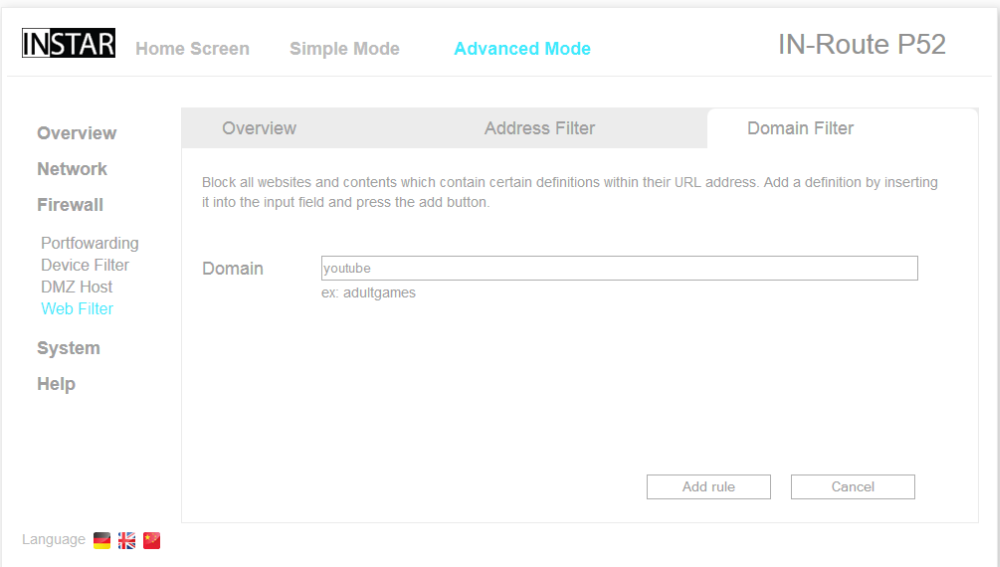 INSTAR Home Screen Simple Mode Advanced Mode IN-Route P52
Overview
Network
Firewall
Portfowarding
Device Filter
DMZ Host
Web Filter
System
Help
Overview Address Filter Domain Filter
Block all websites and contents which contain certain definitions within their URL address. Add a definition by inserting
it into the input field and press the add button.
Domain youtube
ex: adultgames
Add rule Cancel
Language